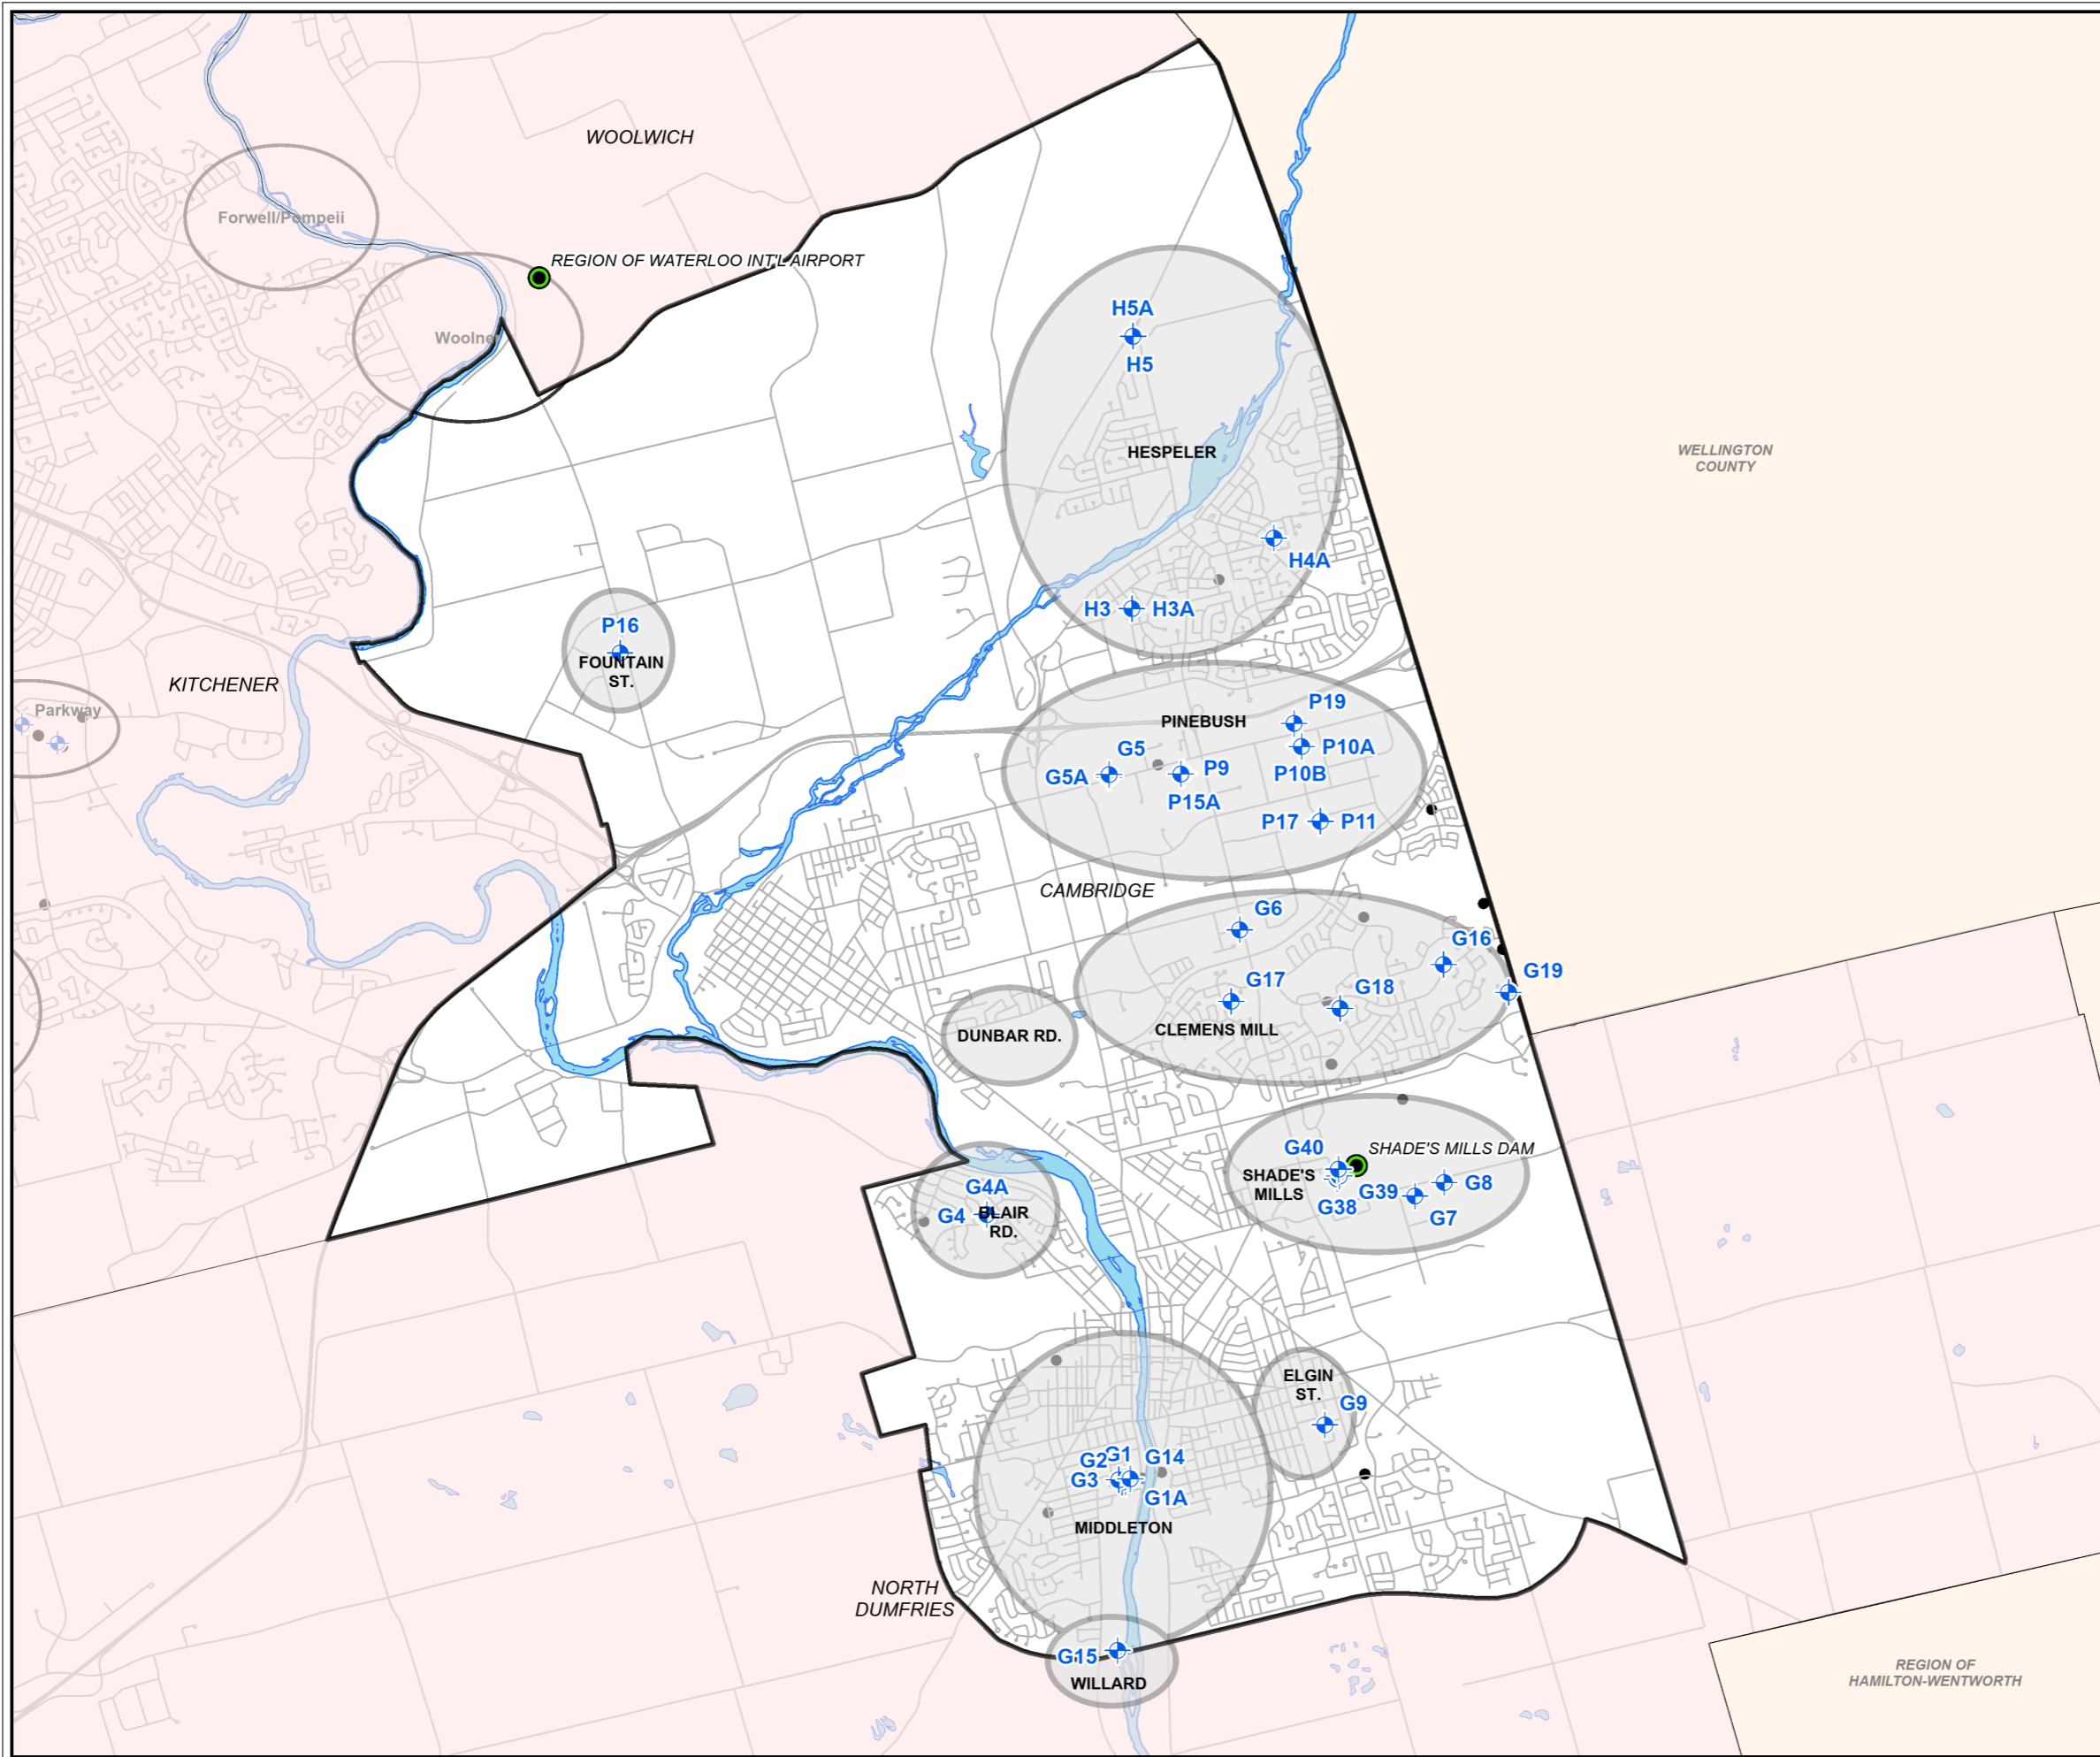 WOOLWICH
Forwell/Pompeii
REGION OF WATERLOO INT'L AIRPORT
Woolner
H5A
H5
HESPELER
WELLINGTON
COUNTY
H4A
H3
H3A
P16
FOUNTAIN
ST.
KITCHENER
Parkway
PINEBUSH
P19
G5
P10A
G5A
P9
P10B
P15A
P17
P11
CAMBRIDGE
G6
G16
G19
G17
G18
CLEMENS MILL
DUNBAR RD.
G40
SHADE'S MILLS DAM
SHADE'S
MILLS
G39
G8
G38
G7
G4A
G4
BLAIR
RD.
ELGIN
ST.
G9
G2
G1
G14
G3
G1A
MIDDLETON
NORTH
DUMFRIES
G15
WILLARD
REGION OF
HAMILTON-WENTWORTH